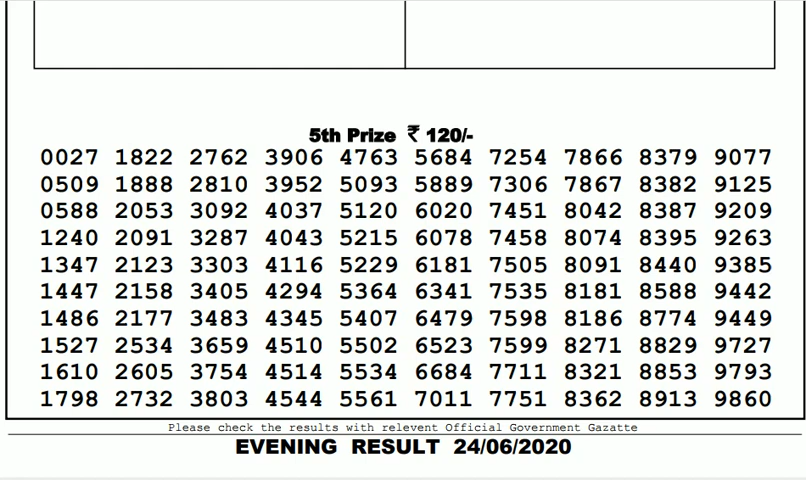 5th Prize ₹ 120/-
0027 1822 2762 3906 4763 5684 7254 7866 8379 9077
0509 1888 2810 3952 5093 5889 7306 7867 8382 9125
0588 2053 3092 4037 5120 6020 7451 8042 8387 9209
1240 2091 3287 4043 5215 6078 7458 8074 8395 9263
1347 2123 3303 4116 5229 6181 7505 8091 8440 9385
1447 2158 3405 4294 5364 6341 7535 8181 8588 9442
1486 2177 3483 4345 5407 6479 7598 8186 8774 9449
1527 2534 3659 4510 5502 6523 7599 8271 8829 9727
1610 2605 3754 4514 5534 6684 7711 8321 8853 9793
1798 2732 3803 4544 5561 7011 7751 8362 8913 9860
Please check the results with relevent Official Government Gazatte
EVENING RESULT 24/06/2020